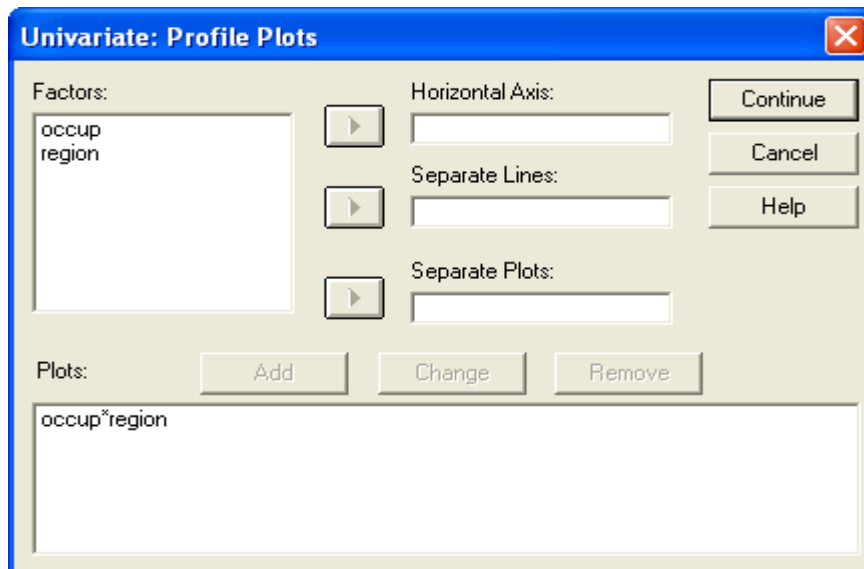 Univariate: Profile Plots
Factors:
occup
region
Horizontal Axis:
Separate Lines:
Separate Plots:
Continue
Cancel
Help
Plots:
Add
Change
Remove
occup*region